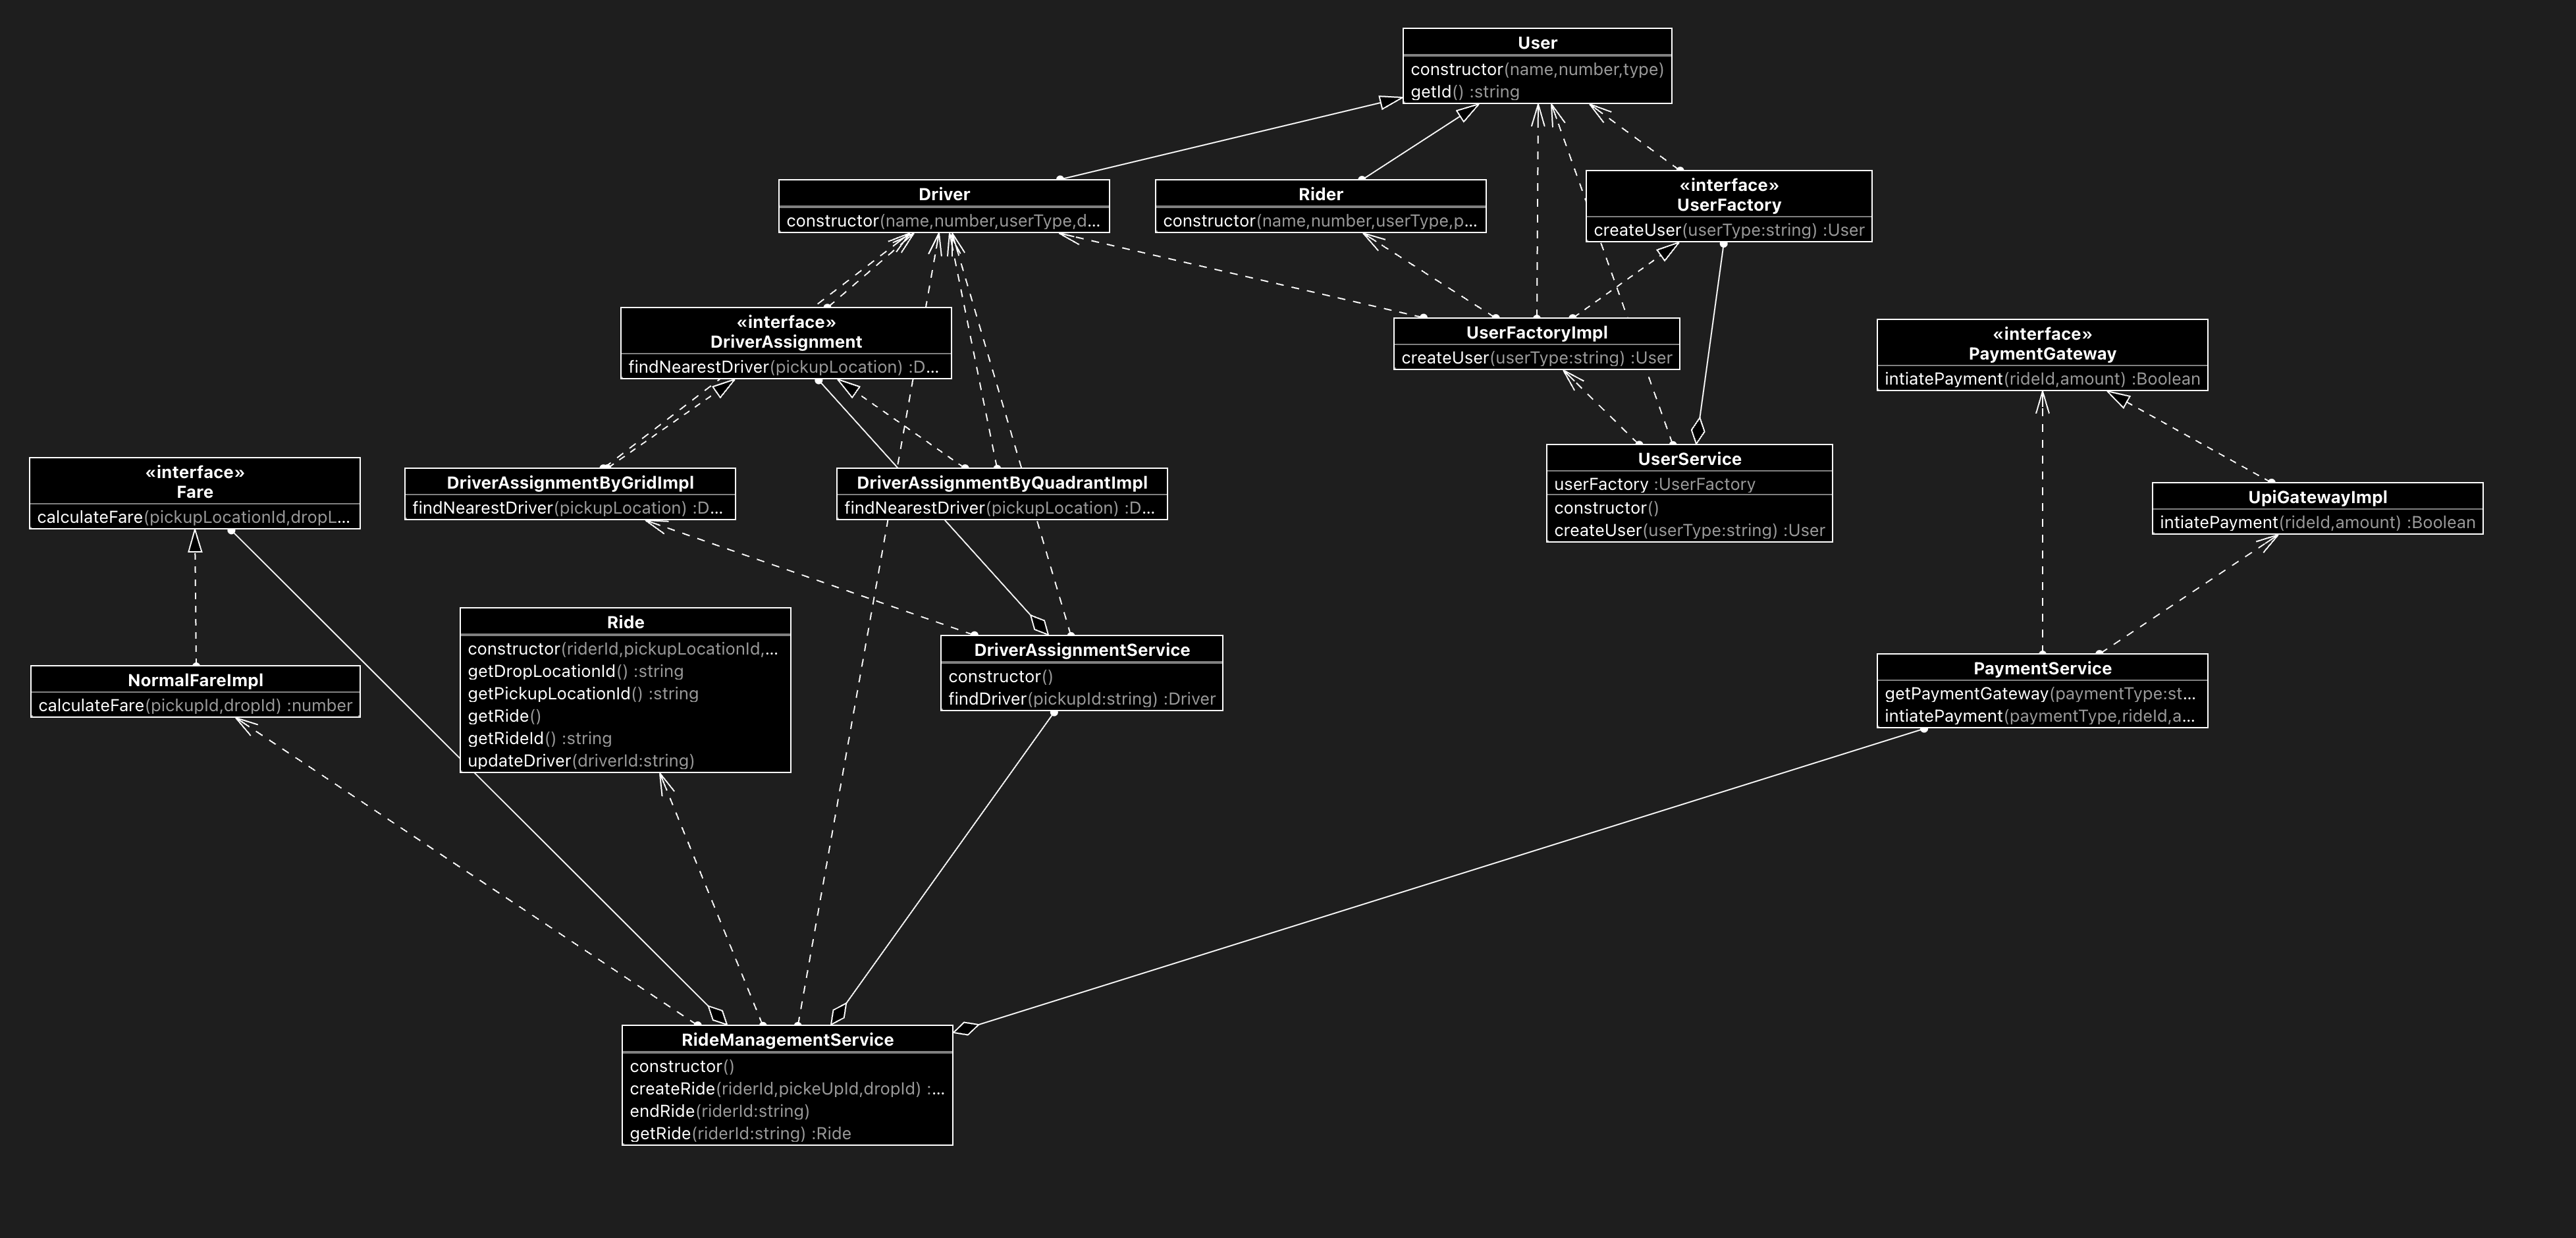 User
constructor(name,number,type)
getId() :string
Driver
constructor(name,number,userType,d...
Rider
constructor(name,number,userType,p...
«interface»
UserFactory
createUser(userType:string) :User
«interface»
DriverAssignment
findNearestDriver(pickupLocation) :D...
UserFactoryImpl
createUser(userType:string) :User
«interface»
PaymentGateway
intiatePayment(rideId,amount) :Boolean
«interface»
Fare
calculateFare(pickupLocationId,dropL...
DriverAssignmentByGridImpl
findNearestDriver(pickupLocation) :D...
DriverAssignmentByQuadrantImpl
findNearestDriver(pickupLocation) :D...
UserService
userFactory :UserFactory
constructor()
createUser(userType:string) :User
UpiGatewayImpl
intiatePayment(rideId,amount) :Boolean
NormalFareImpl
calculateFare(pickupId,dropId) :number
Ride
constructor(riderId,pickupLocationId,...
getDropLocationId() :string
getPickupLocationId() :string
getRide()
getRideId() :string
updateDriver(driverId:string)
DriverAssignmentService
constructor()
findDriver(pickupId:string) :Driver
PaymentService
getPaymentGateway(paymentType:st...
intiatePayment(paymentType,rideId,a...
RideManagementService
constructor()
createRide(riderId,pickeUpId,dropId) :...
endRide(riderId:string)
getRide(riderId:string) :Ride